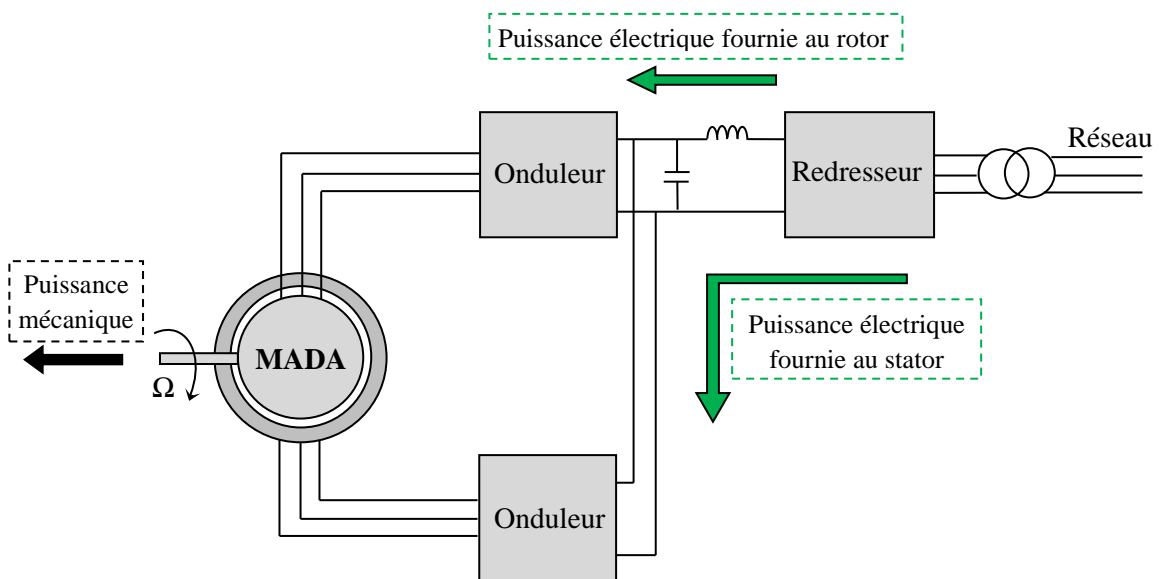 Puissance électrique fournie au rotor
Réseau
Onduleur
Redresseur
Puissance
mécanique
Puissance électrique
fournie au stator
MADA
Ω
Onduleur